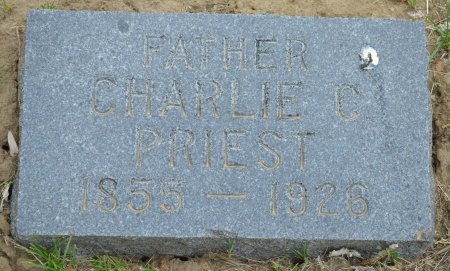 FATHER
CHARLIE C.
PRIEST
1855 — 1926